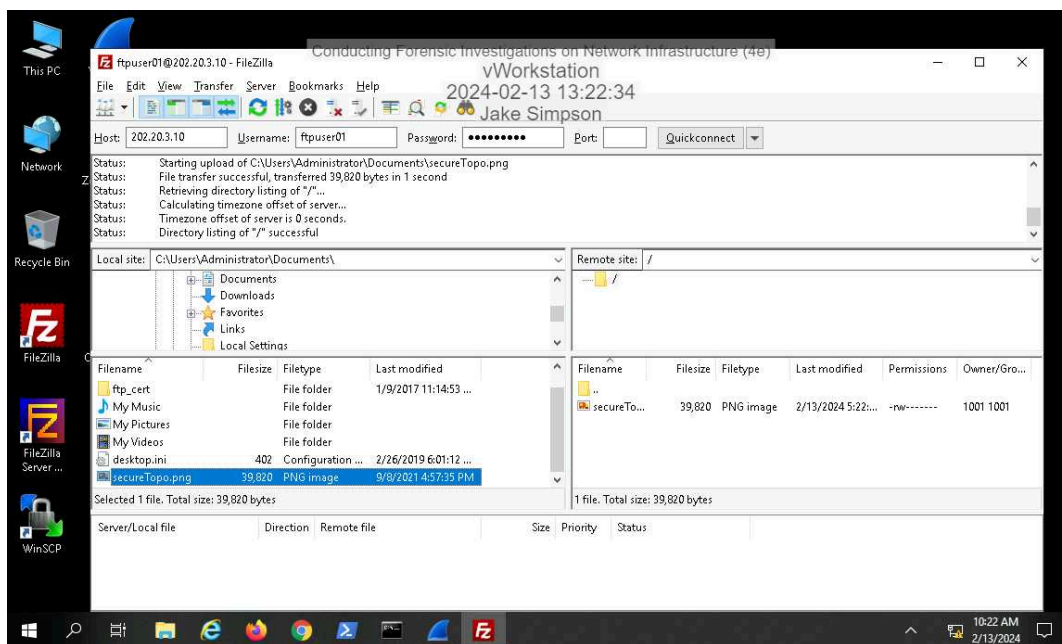 Conducting Forensic Investigations on Network Infrastructure (4e)
vWorkstation
2024-02-13 13:22:34
Jake Simpson
This PC
Network
Recycle Bin
FileZilla
FileZilla
Server ...
WinSCP
ftpuser01@202.20.3.10 - FileZilla
File Edit View Transfer Server Bookmarks Help
Host: 202.20.3.10 Username: ftpuser01 Password: ●●●●●●●●● Port: Quickconnect
Status: Starting upload of C:\Users\Administrator\Documents\secureTopo.png
Status: File transfer successful, transferred 39,820 bytes in 1 second
Status: Retrieving directory listing of "/"...
Status: Calculating timezone offset of server...
Status: Timezone offset of server is 0 seconds.
Status: Directory listing of "/" successful
Local site: C:\Users\Administrator\Documents\
Documents
Downloads
Favorites
Links
Local Settings
Remote site: /
/
Filename Filesize Filetype Last modified
ftp_cert File folder 1/9/2017 11:14:53 ...
My Music File folder
My Pictures File folder
My Videos File folder
desktop.ini 402 Configuration ... 2/26/2019 6:01:12 ...
secureTopo.png 39,820 PNG image 9/8/2021 4:57:35 PM
Selected 1 file. Total size: 39,820 bytes
Filename Filesize Filetype Last modified Permissions Owner/Gro...
..
secureTo... 39,820 PNG image 2/13/2024 5:22:... -rw------- 1001 1001
1 file. Total size: 39,820 bytes
Server/Local file Direction Remote file Size Priority Status
10:22 AM
2/13/2024